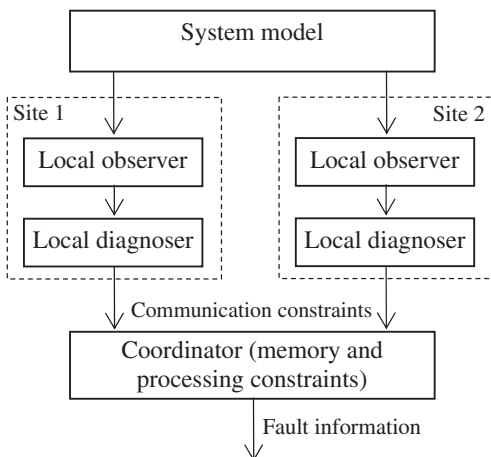 System model
Site 1
Site 2
Local observer
Local observer
Local diagnoser
Local diagnoser
Communication constraints
Coordinator (memory and
processing constraints)
Fault information